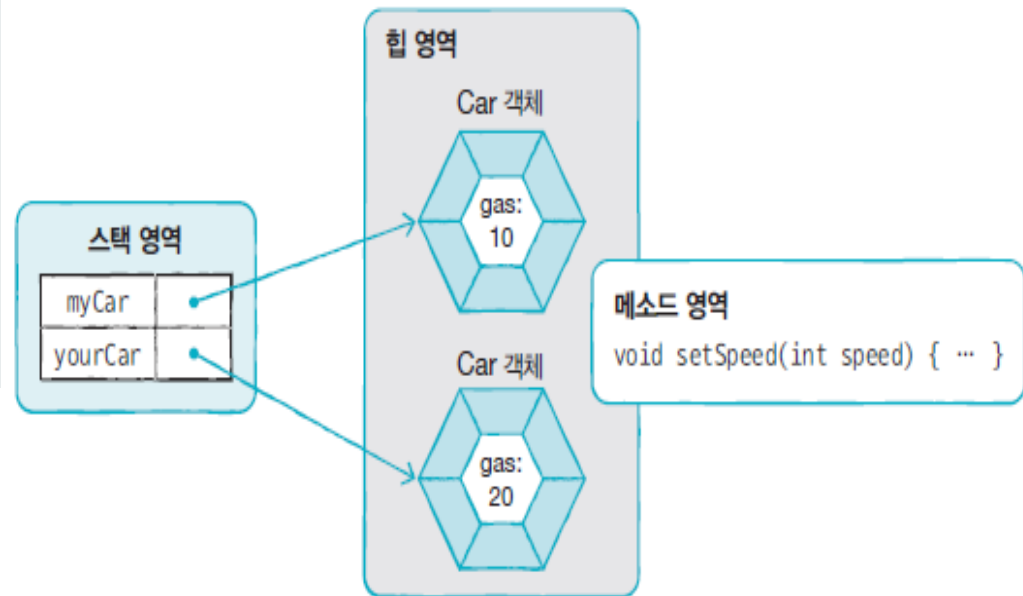 힙 영역
Car 객체
gas:
10
스택 영역
myCar
yourCar
메소드 영역
void setSpeed(int speed) { … }
Car 객체
gas:
20